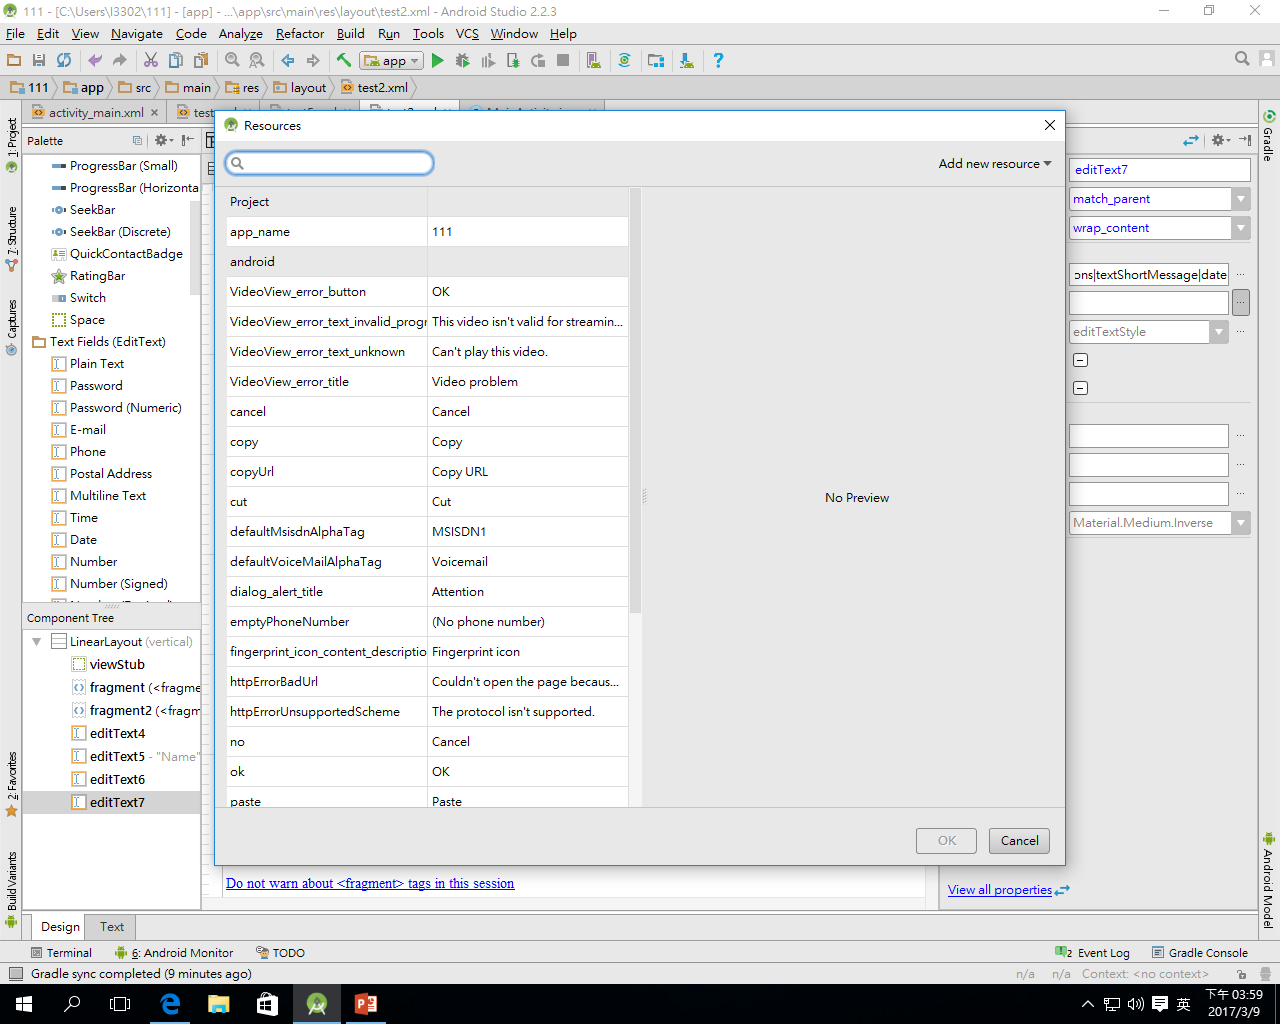 111 - [C:\Users\I3302\111] - [app] - ...\app\src\main\res\layout\test2.xml - Android Studio 2.2.3
File Edit View Navigate Code Analyze Refactor Build Run Tools VCS Window Help
app
111 app src main res layout test2.xml
activity_main.xml
Palette
ProgressBar (Small)
ProgressBar (Horizonta
SeekBar
SeekBar (Discrete)
QuickContactBadge
RatingBar
Switch
Space
Text Fields (EditText)
Plain Text
Password
Password (Numeric)
E-mail
Phone
Postal Address
Multiline Text
Time
Date
Number
Number (Signed)
Component Tree
LinearLayout (vertical)
viewStub
fragment (<fragme
fragment2 (<fragm
editText4
editText5 - "Name"
editText6
editText7
1: Project
7: Structure
Captures
2: Favorites
Build Variants
Resources
Add new resource
Project
app_name 111
android
VideoView_error_button OK
VideoView_error_text_invalid_progr This video isn't valid for streamin...
VideoView_error_text_unknown Can't play this video.
VideoView_error_title Video problem
cancel Cancel
copy Copy
copyUrl Copy URL
cut Cut
defaultMsisdnAlphaTag MSISDN1
defaultVoiceMailAlphaTag Voicemail
dialog_alert_title Attention
emptyPhoneNumber (No phone number)
fingerprint_icon_content_descriptio Fingerprint icon
httpErrorBadUrl Couldn't open the page becaus...
httpErrorUnsupportedScheme The protocol isn't supported.
no Cancel
ok OK
paste Paste
No Preview
OK Cancel
Do not warn about <fragment> tags in this session
editText7
match_parent
wrap_content
ons|textShortMessage|date
editTextStyle
Material.Medium.Inverse
View all properties
Gradle
Android Model
Design Text
Terminal 6: Android Monitor TODO 2 Event Log Gradle Console
Gradle sync completed (9 minutes ago) n/a n/a Context: <no context>
英 下午 03:59
2017/3/9